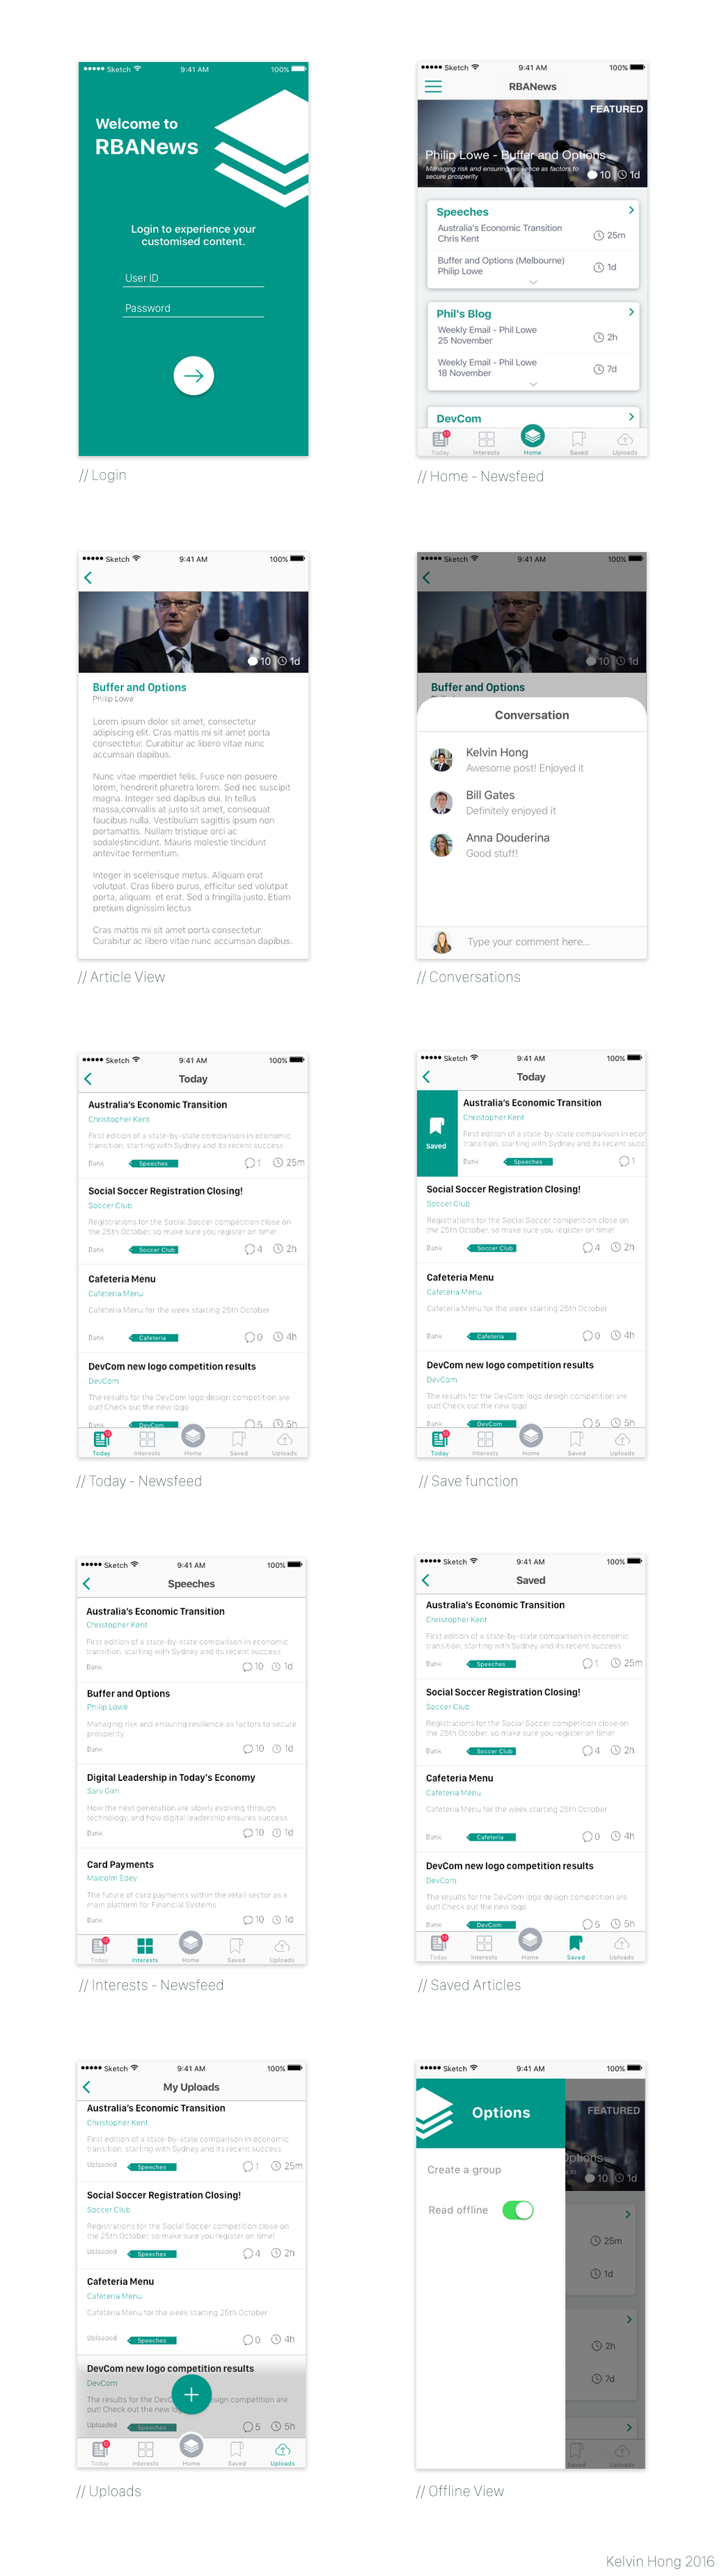 Sketch 9:41 AM 100%
Welcome to
RBANews
Login to experience your
customised content.
User ID
Password
// Login
Sketch 9:41 AM 100%
RBANews
FEATURED
Philip Lowe - Buffer and Options
Managing risk and ensuring resilience as factors to
secure prosperity
10 1d
Speeches
Australia's Economic Transition
Chris Kent
25m
Buffer and Options (Melbourne)
Philip Lowe
1d
Phil's Blog
Weekly Email - Phil Lowe
25 November
2h
Weekly Email - Phil Lowe
18 November
7d
DevCom
12
Today Interests Home Saved Uploads
// Home - Newsfeed
Sketch 9:41 AM 100%
10 1d
Buffer and Options
Philip Lowe
Lorem ipsum dolor sit amet, consectetur
adipiscing elit. Cras mattis mi sit amet porta
consectetur. Curabitur ac libero vitae nunc
accumsan dapibus.
Nunc vitae imperdiet felis. Fusce non posuere
lorem, hendrerit pharetra lorem. Sed nec suscipit
magna. Integer sed dapibus dui. In tellus
massa,convallis at justo sit amet, consequat
faucibus nulla. Vestibulum sagittis ipsum non
portamattis. Nullam tristique orci ac
sodalestincidunt. Mauris molestie tincidunt
antevitae fermentum.
Integer in scelerisque metus. Aliquam erat
volutpat. Cras libero purus, efficitur sed volutpat
porta, aliquam et erat. Sed a fringilla justo. Etiam
pretium dignissim lectus
Cras mattis mi sit amet porta consectetur.
Curabitur ac libero vitae nunc accumsan dapibus.
// Article View
Sketch 9:41 AM 100%
10 1d
Buffer and Options
Conversation
Kelvin Hong
Awesome post! Enjoyed it
Bill Gates
Definitely enjoyed it
Anna Douderina
Good stuff!
Type your comment here...
// Conversations
Sketch 9:41 AM 100%
Today
Australia's Economic Transition
Christopher Kent
First edition of a state-by-state comparison in economic
transition, starting with Sydney and its recent success
Bank Speeches 1 25m
Social Soccer Registration Closing!
Soccer Club
Registrations for the Social Soccer competition close on
the 25th October, so make sure you register on time!
Bank Soccer Club 4 2h
Cafeteria Menu
Cafeteria Menu
Cafeteria Menu for the week starting 25th October
Bank Cafeteria 0 4h
DevCom new logo competition results
DevCom
The results for the DevCom logo design competition are
out! Check out the new logo
Bank DevCom 5 5h
12
Today Interests Home Saved Uploads
// Today - Newsfeed
Sketch 9:41 AM 100%
Today
Saved
Australia's Economic Transition
Christopher Kent
First edition of a state-by-state comparison in econ
transition, starting with Sydney and its recent succ
Bank Speeches 1
Social Soccer Registration Closing!
Soccer Club
Registrations for the Social Soccer competition close on
the 25th October, so make sure you register on time!
Bank Soccer Club 4 2h
Cafeteria Menu
Cafeteria Menu
Cafeteria Menu for the week starting 25th October
Bank Cafeteria 0 4h
DevCom new logo competition results
DevCom
The results for the DevCom logo design competition are
out! Check out the new logo
Bank DevCom 5 5h
12
Today Interests Home Saved Uploads
// Save function
Sketch 9:41 AM 100%
Speeches
Australia's Economic Transition
Christopher Kent
First edition of a state-by-state comparison in economic
transition, starting with Sydney and its recent success
Bank 10 1d
Buffer and Options
Philip Lowe
Managing risk and ensuring resilience as factors to secure
prosperity
Bank 10 1d
Digital Leadership in Today's Economy
Sarv Girn
How the next generation are slowly evolving through
technology, and how digital leadership ensures success
Bank 10 1d
Card Payments
Malcolm Edey
The future of card payments within the retail sector as a
main platform for Financial Systems
Bank 10 1d
12
Today Interests Home Saved Uploads
// Interests - Newsfeed
Sketch 9:41 AM 100%
Saved
Australia's Economic Transition
Christopher Kent
First edition of a state-by-state comparison in economic
transition, starting with Sydney and its recent success
Bank Speeches 1 25m
Social Soccer Registration Closing!
Soccer Club
Registrations for the Social Soccer competition close on
the 25th October, so make sure you register on time!
Bank Soccer Club 4 2h
Cafeteria Menu
Cafeteria Menu
Cafeteria Menu for the week starting 25th October
Bank Cafeteria 0 4h
DevCom new logo competition results
DevCom
The results for the DevCom logo design competition are
out! Check out the new logo
Bank DevCom 5 5h
12
Today Interests Home Saved Uploads
// Saved Articles
Sketch 9:41 AM 100%
My Uploads
Australia's Economic Transition
Christopher Kent
First edition of a state-by-state comparison in economic
transition, starting with Sydney and its recent success
Uploaded Speeches 1 25m
Social Soccer Registration Closing!
Soccer Club
Registrations for the Social Soccer competition close on
the 25th October, so make sure you register on time!
Uploaded Speeches 4 2h
Cafeteria Menu
Cafeteria Menu
Cafeteria Menu for the week starting 25th October
Uploaded Speeches 0 4h
DevCom new logo competition results
DevCom
The results for the DevC sign competition are
out! Check out the new lo
Uploaded Speeches 5 5h
12
Today Interests Home Saved Uploads
// Uploads
Sketch 9:41 AM 100%
Options
FEATURED
Options
10 1d
Create a group
Read offline
25m
1d
2h
7d
Saved Uploads
// Offline View
Kelvin Hong 2016